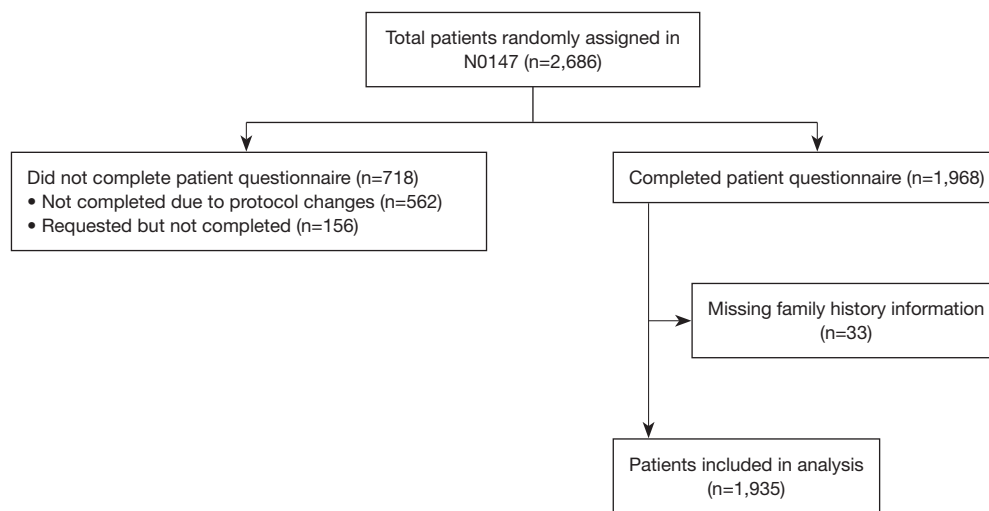 Total patients randomly assigned in
N0147 (n=2,686)
Did not complete patient questionnaire (n=718)
• Not completed due to protocol changes (n=562)
• Requested but not completed (n=156)
Completed patient questionnaire (n=1,968)
Missing family history information
(n=33)
Patients included in analysis
(n=1,935)